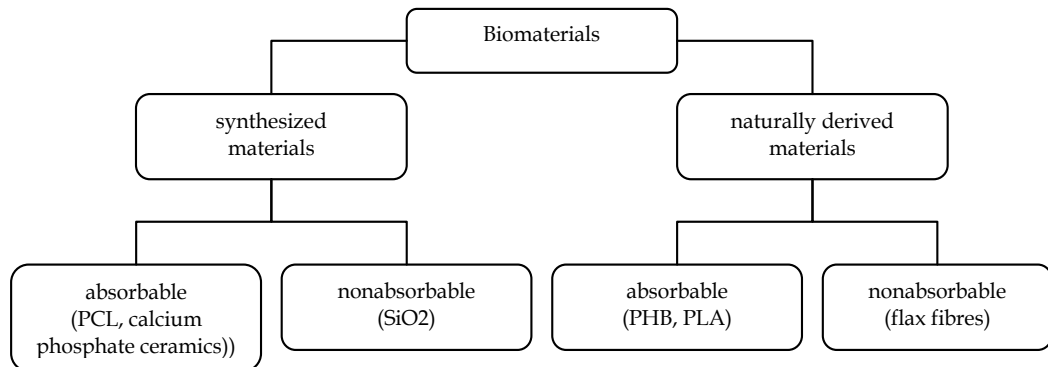 Biomaterials
synthesized
materials
naturally derived
materials
absorbable
(PCL, calcium
phosphate ceramics))
nonabsorbable
(SiO2)
absorbable
(PHB, PLA)
nonabsorbable
(flax fibres)